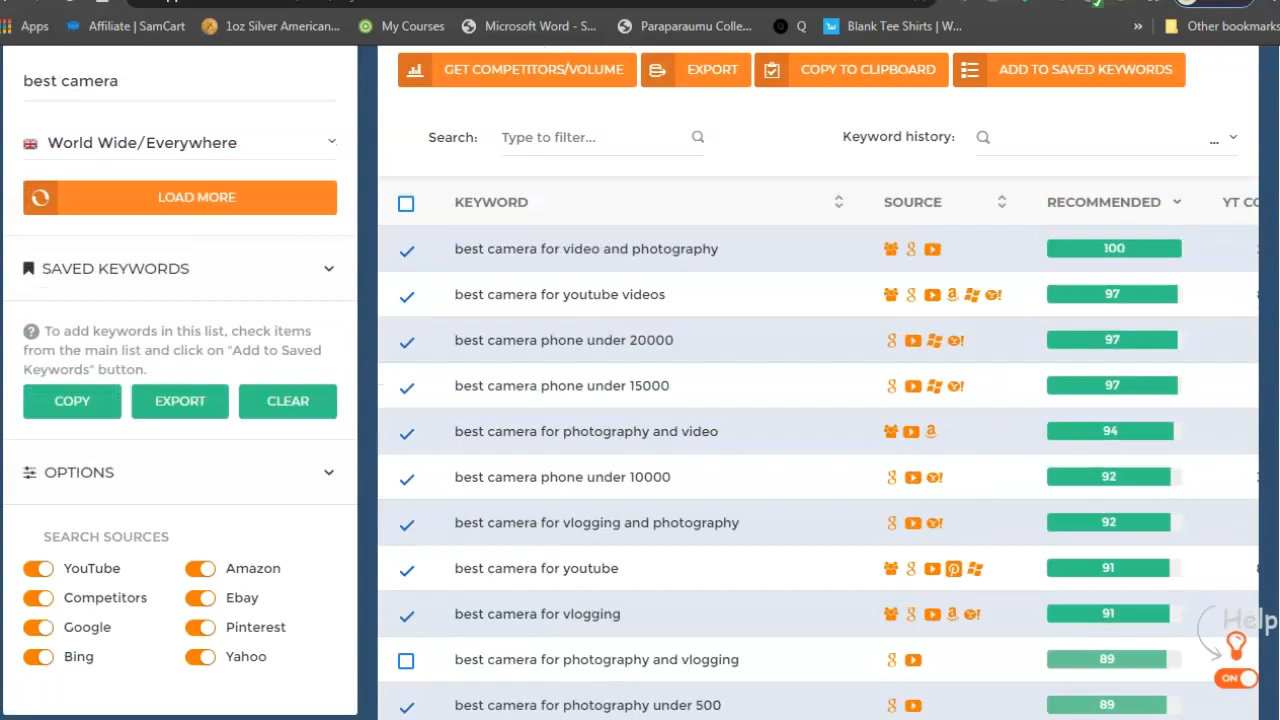 Apps Affiliate | SamCart 1oz Silver American... My Courses Microsoft Word - S... Paraparaumu Colle... Q Blank Tee Shirts | W... » Other bookmarks
best camera
World Wide/Everywhere
LOAD MORE
SAVED KEYWORDS
To add keywords in this list, check items
from the main list and click on "Add to Saved
Keywords" button.
COPY EXPORT CLEAR
OPTIONS
SEARCH SOURCES
YouTube Amazon
Competitors Ebay
Google Pinterest
Bing Yahoo
GET COMPETITORS/VOLUME EXPORT COPY TO CLIPBOARD ADD TO SAVED KEYWORDS
Search: Type to filter... Keyword history: ...
KEYWORD SOURCE RECOMMENDED YT CO
best camera for video and photography 100
best camera for youtube videos 97
best camera phone under 20000 97
best camera phone under 15000 97
best camera for photography and video 94
best camera phone under 10000 92
best camera for vlogging and photography 92
best camera for youtube 91
best camera for vlogging 91
best camera for photography and vlogging 89
best camera for photography under 500 89
Help
ON